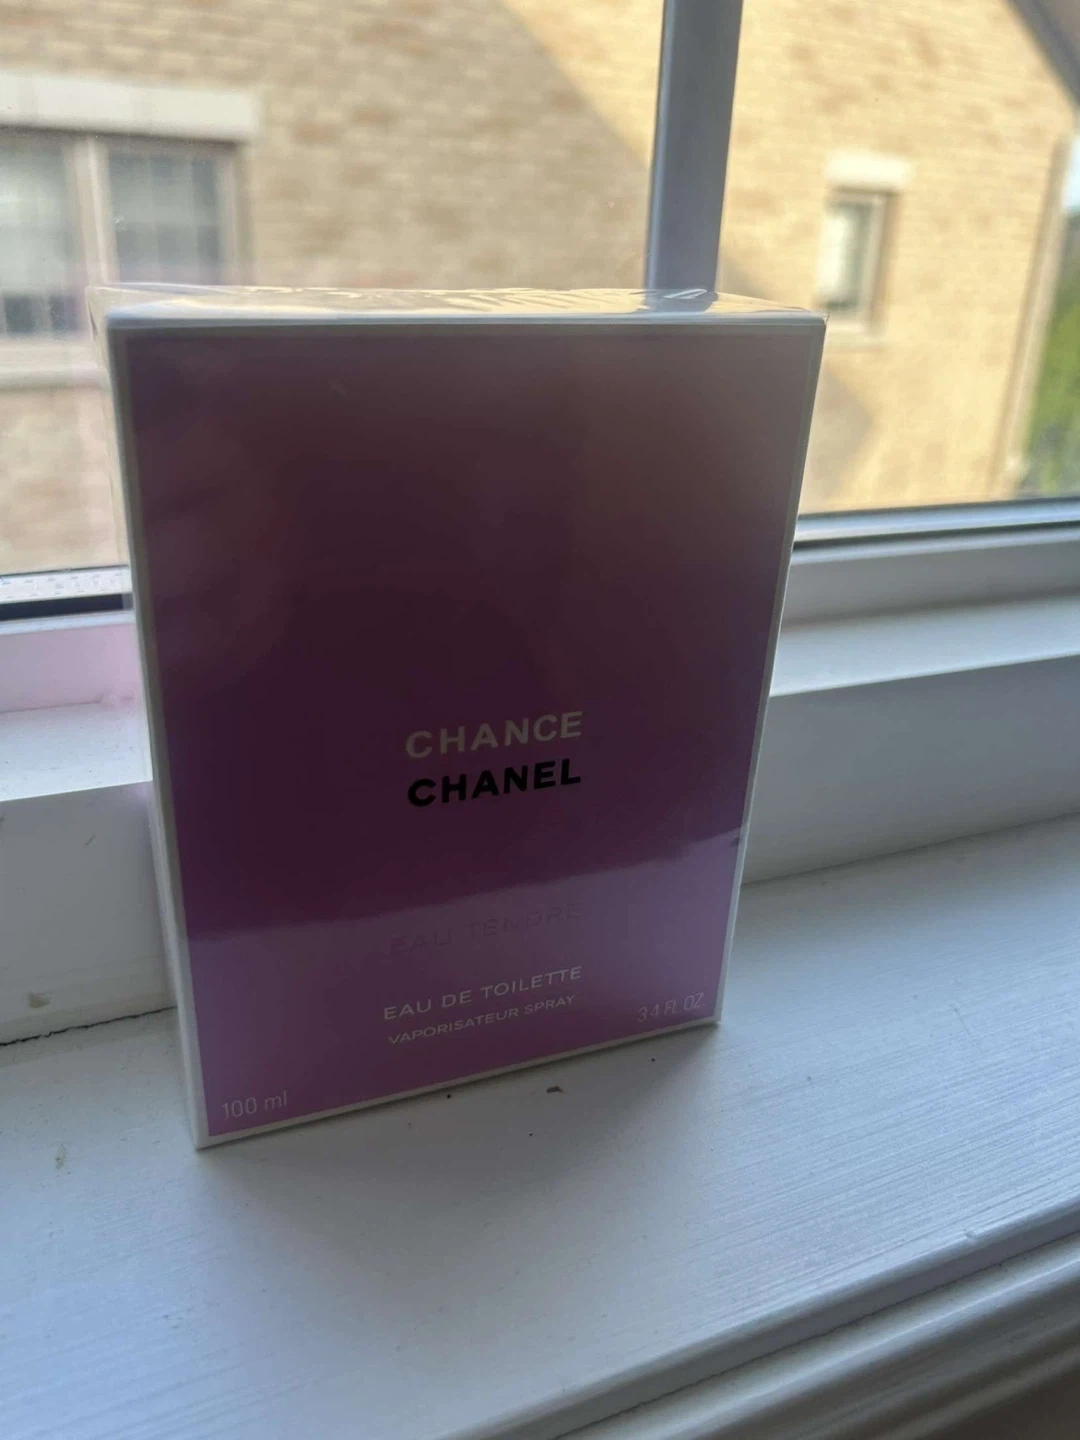 CHANCE
CHANEL
EAU TENDRE
EAU DE TOILETTE
VAPORISATEUR SPRAY
3.4 FL. OZ.
100 ml